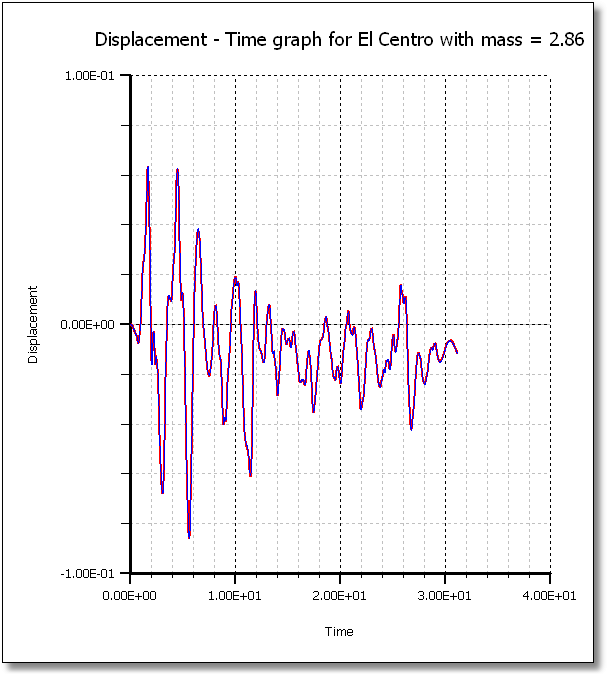 Displacement - Time graph for El Centro with mass = 2.86
1.00E-01
Displacement
0.00E+00
-1.00E-01
0.00E+00 1.00E+01 2.00E+01 3.00E+01 4.00E+01
Time